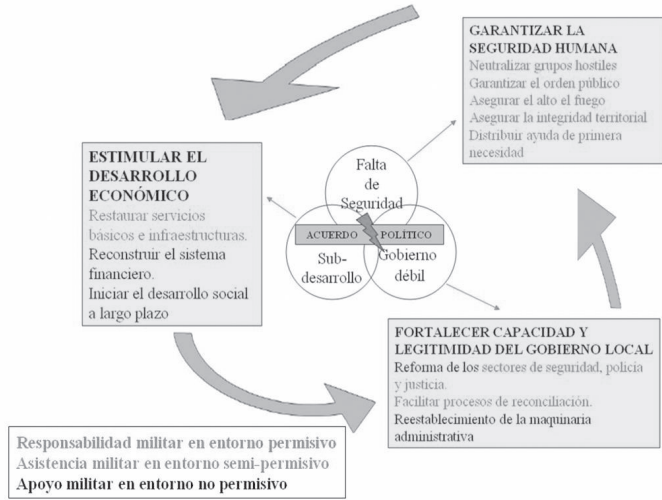 GARANTIZAR LA
SEGURIDAD HUMANA
Neutralizar grupos hostiles
Garantizar el orden público
Asegurar el alto el fuego
Asegurar la integridad territorial
Distribuir ayuda de primera
necesidad
ESTIMULAR EL
DESARROLLO
ECONÓMICO
Restaurar servicios
básicos e infraestructuras.
Reconstruir el sistema
financiero.
Iniciar el desarrollo social
a largo plazo
Falta
de
Seguridad
ACUERDO POLÍTICO
Sub-
desarrollo
Gobierno
débil
FORTALECER CAPACIDAD Y
LEGITIMIDAD DEL GOBIERNO LOCAL
Reforma de los sectores de seguridad, policia
y justicia.
Facilitar procesos de reconciliación.
Reestablecimiento de la maquinaria
administrativa
Responsabilidad militar en entorno permisivo
Asistencia militar en entorno semi-permisivo
Apoyo militar en entorno no permisivo